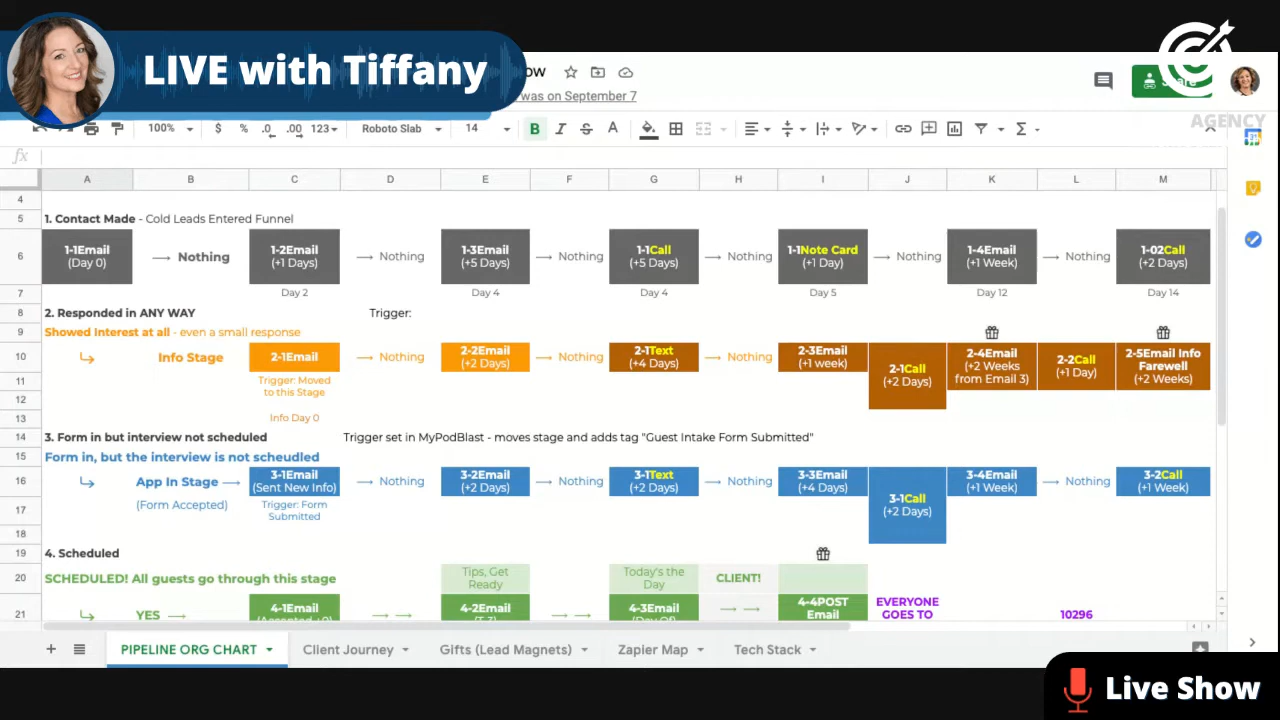 LIVE with Tiffany
ow
was on September 7
Share
AGENCY
100% $ % .0 .00 123 Roboto Slab 14 B I S A
fx
A B C D E F G H I J K L M
4
5 1. Contact Made - Cold Leads Entered Funnel
6 1-1Email → Nothing 1-2Email → Nothing 1-3Email → Nothing 1-1Call → Nothing 1-1Note Card → Nothing 1-4Email → Nothing 1-02Call
(Day 0) (+1 Days) (+5 Days) (+5 Days) (+1 Day) (+1 Week) (+2 Days)
7 Day 2 Day 4 Day 4 Day 5 Day 12 Day 14
8 2. Responded in ANY WAY Trigger:
9 Showed Interest at all - even a small response
10 Info Stage 2-1Email → Nothing 2-2Email → Nothing 2-1Text → Nothing 2-3Email 2-1Call 2-4Email 2-2Call 2-5Email Info
(+2 Days) (+4 Days) (+1 week) (+2 Days) (+2 Weeks (+1 Day) Farewell
from Email 3) (+2 Weeks)
11 Trigger: Moved
12 to this Stage
13 Info Day 0
14 3. Form in but interview not scheduled Trigger set in MyPodBlast - moves stage and adds tag "Guest Intake Form Submitted"
15 Form in, but the interview is not scheudled
16 App In Stage → 3-1Email → Nothing 3-2Email → Nothing 3-1Text → Nothing 3-3Email 3-1Call 3-4Email → Nothing 3-2Call
(Sent New Info) (+2 Days) (+2 Days) (+4 Days) (+2 Days) (+1 Week) (+1 Week)
17 (Form Accepted) Trigger: Form
Submitted
18
19 4. Scheduled
20 SCHEDULED! All guests go through this stage Tips, Get Today's the CLIENT!
Ready Day
21 YES → 4-1Email → → 4-2Email → → 4-3Email → → 4-4POST EVERYONE 10296
(Accepted +0) (T-7) (Day Of) Email GOES TO
PIPELINE ORG CHART Client Journey Gifts (Lead Magnets) Zapier Map Tech Stack
Live Show